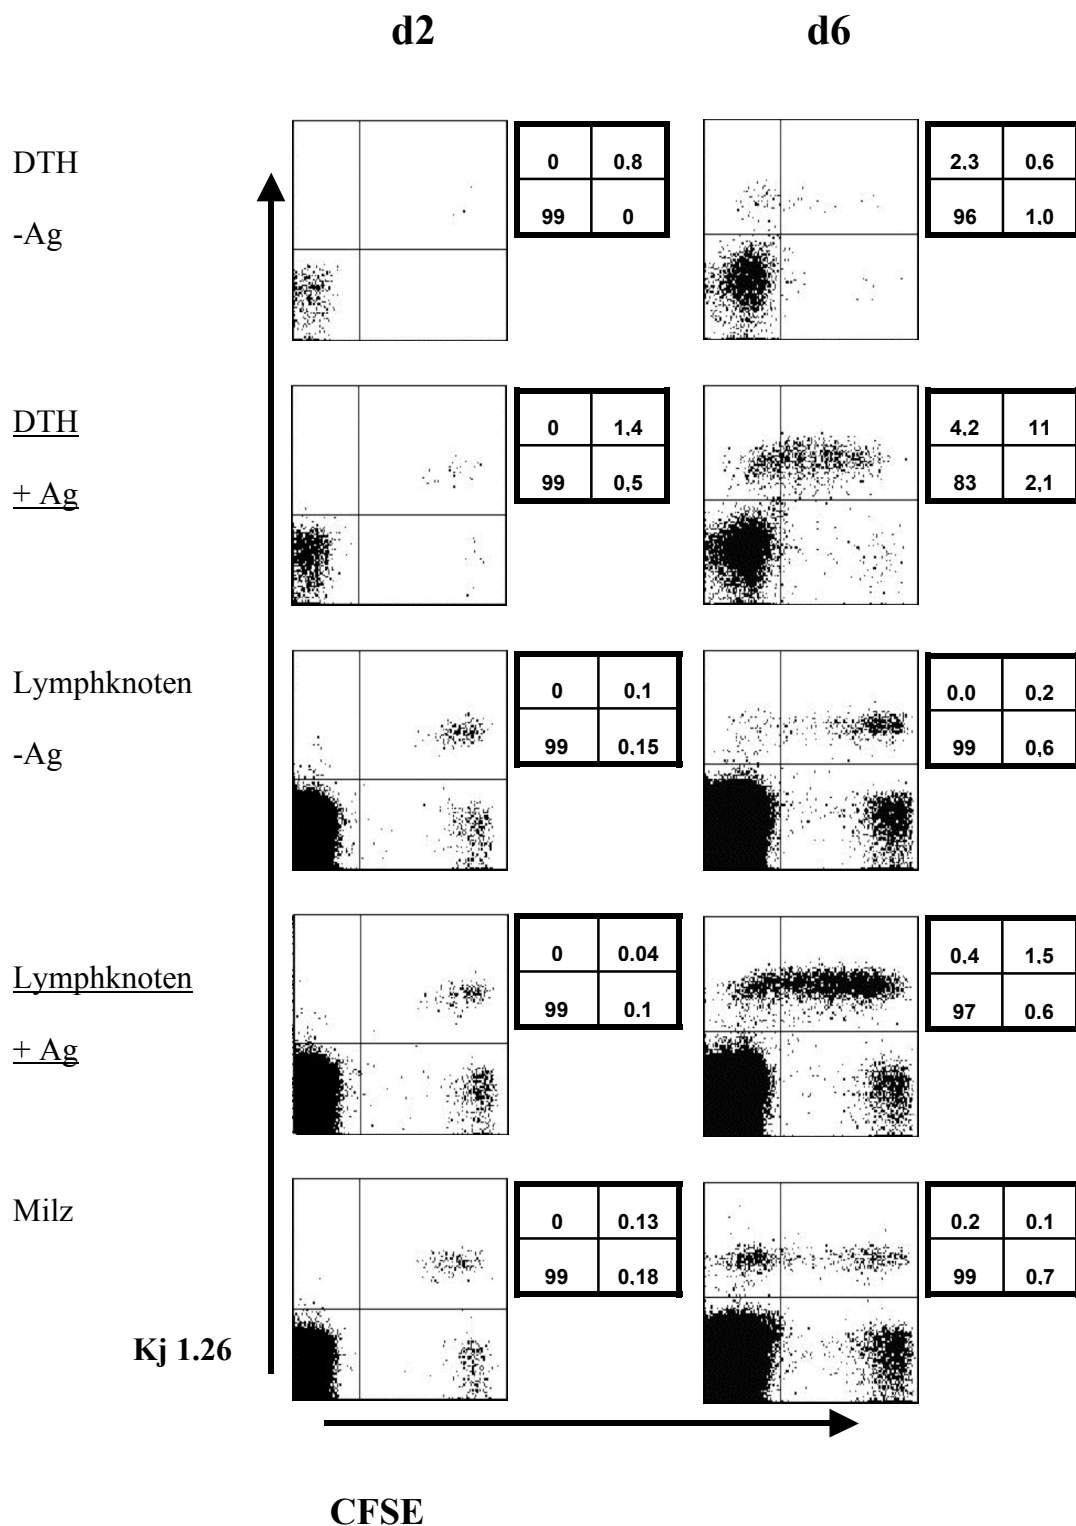 d2 d6
DTH
-Ag
0 0,8
99 0
2,3 0,6
96 1,0
DTH
+ Ag
0 1,4
99 0,5
4,2 11
83 2,1
Lymphknoten
-Ag
0 0,1
99 0,15
0,0 0,2
99 0,6
Lymphknoten
+ Ag
0 0.04
99 0.1
0,4 1,5
97 0.6
Milz
0 0.13
99 0,18
0.2 0.1
99 0,7
Kj 1.26
CFSE